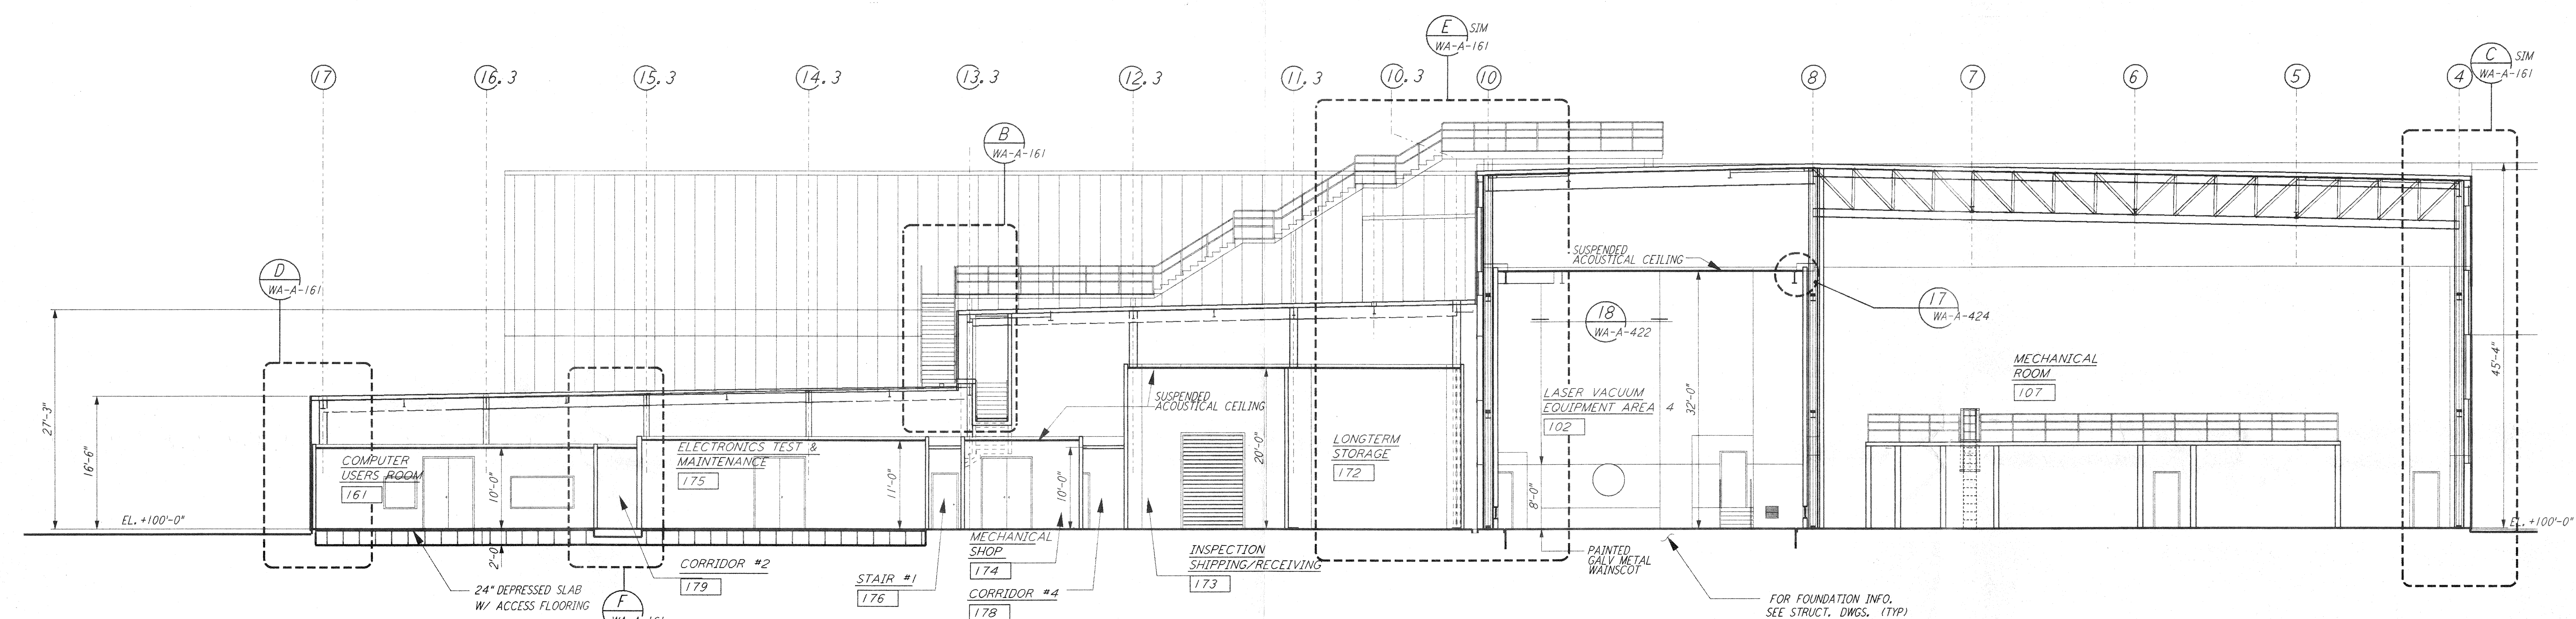 E SIM
WA-A-161
C SIM
WA-A-161
17 16.3 15.3 14.3 13.3 12.3 11.3 10.3 10 8 7 6 5 4
B
WA-A-161
D
WA-A-161
SUSPENDED
ACOUSTICAL CEILING
17
WA-A-424
18
WA-A-422
27'-3"
16'-6"
45'-4"
32'-0"
MECHANICAL
ROOM
107
SUSPENDED
ACOUSTICAL CEILING
LASER VACUUM
EQUIPMENT AREA 4
102
COMPUTER
USERS ROOM
161
10'-0"
ELECTRONICS TEST &
MAINTENANCE
175
11'-0"
10'-0"
20'-0"
LONGTERM
STORAGE
172
8'-0"
EL. +100'-0"
EL. +100'-0"
2'-0
24" DEPRESSED SLAB
W/ ACCESS FLOORING
CORRIDOR #2
179
F
WA-A-161
STAIR #1
176
MECHANICAL
SHOP
174
CORRIDOR #4
178
INSPECTION
SHIPPING/RECEIVING
173
PAINTED
GALV METAL
WAINSCOT
FOR FOUNDATION INFO.
SEE STRUCT. DWGS. (TYP)